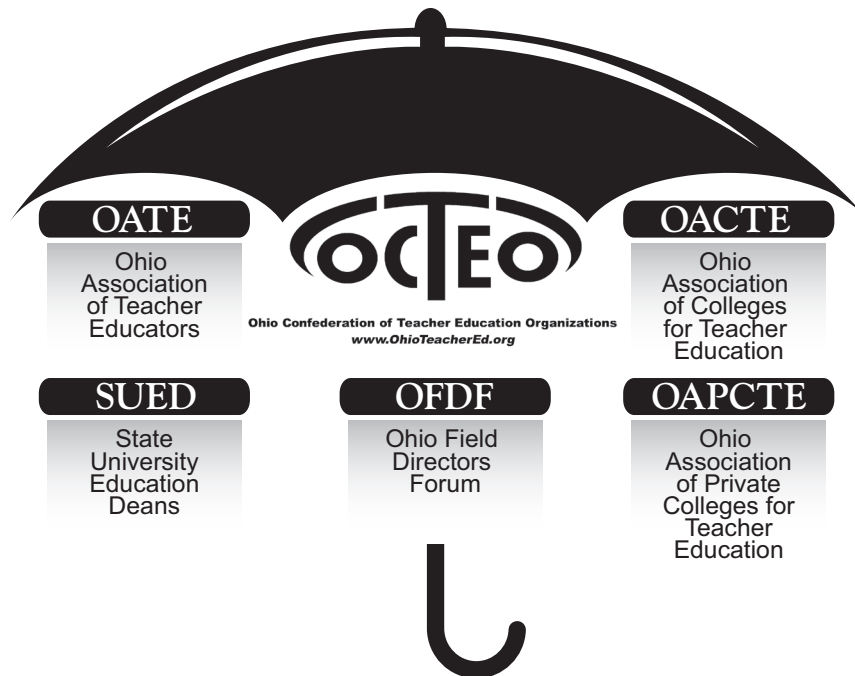 OATE
Ohio
Association
of Teacher
Educators
OCTEO
Ohio Confederation of Teacher Education Organizations
www.OhioTeacherEd.org
OACTE
Ohio
Association
of Colleges
for Teacher
Education
SUED
State
University
Education
Deans
OFDF
Ohio Field
Directors
Forum
OAPCTE
Ohio
Association
of Private
Colleges for
Teacher
Education